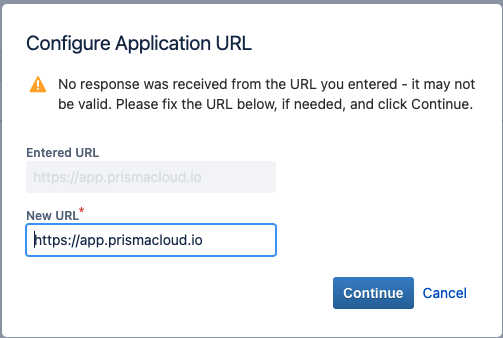 Configure Application URL
No response was received from the URL you entered - it may not
be valid. Please fix the URL below, if needed, and click Continue.
Entered URL
https://app.prismacloud.io
New URL*
https://app.prismacloud.io
Continue Cancel